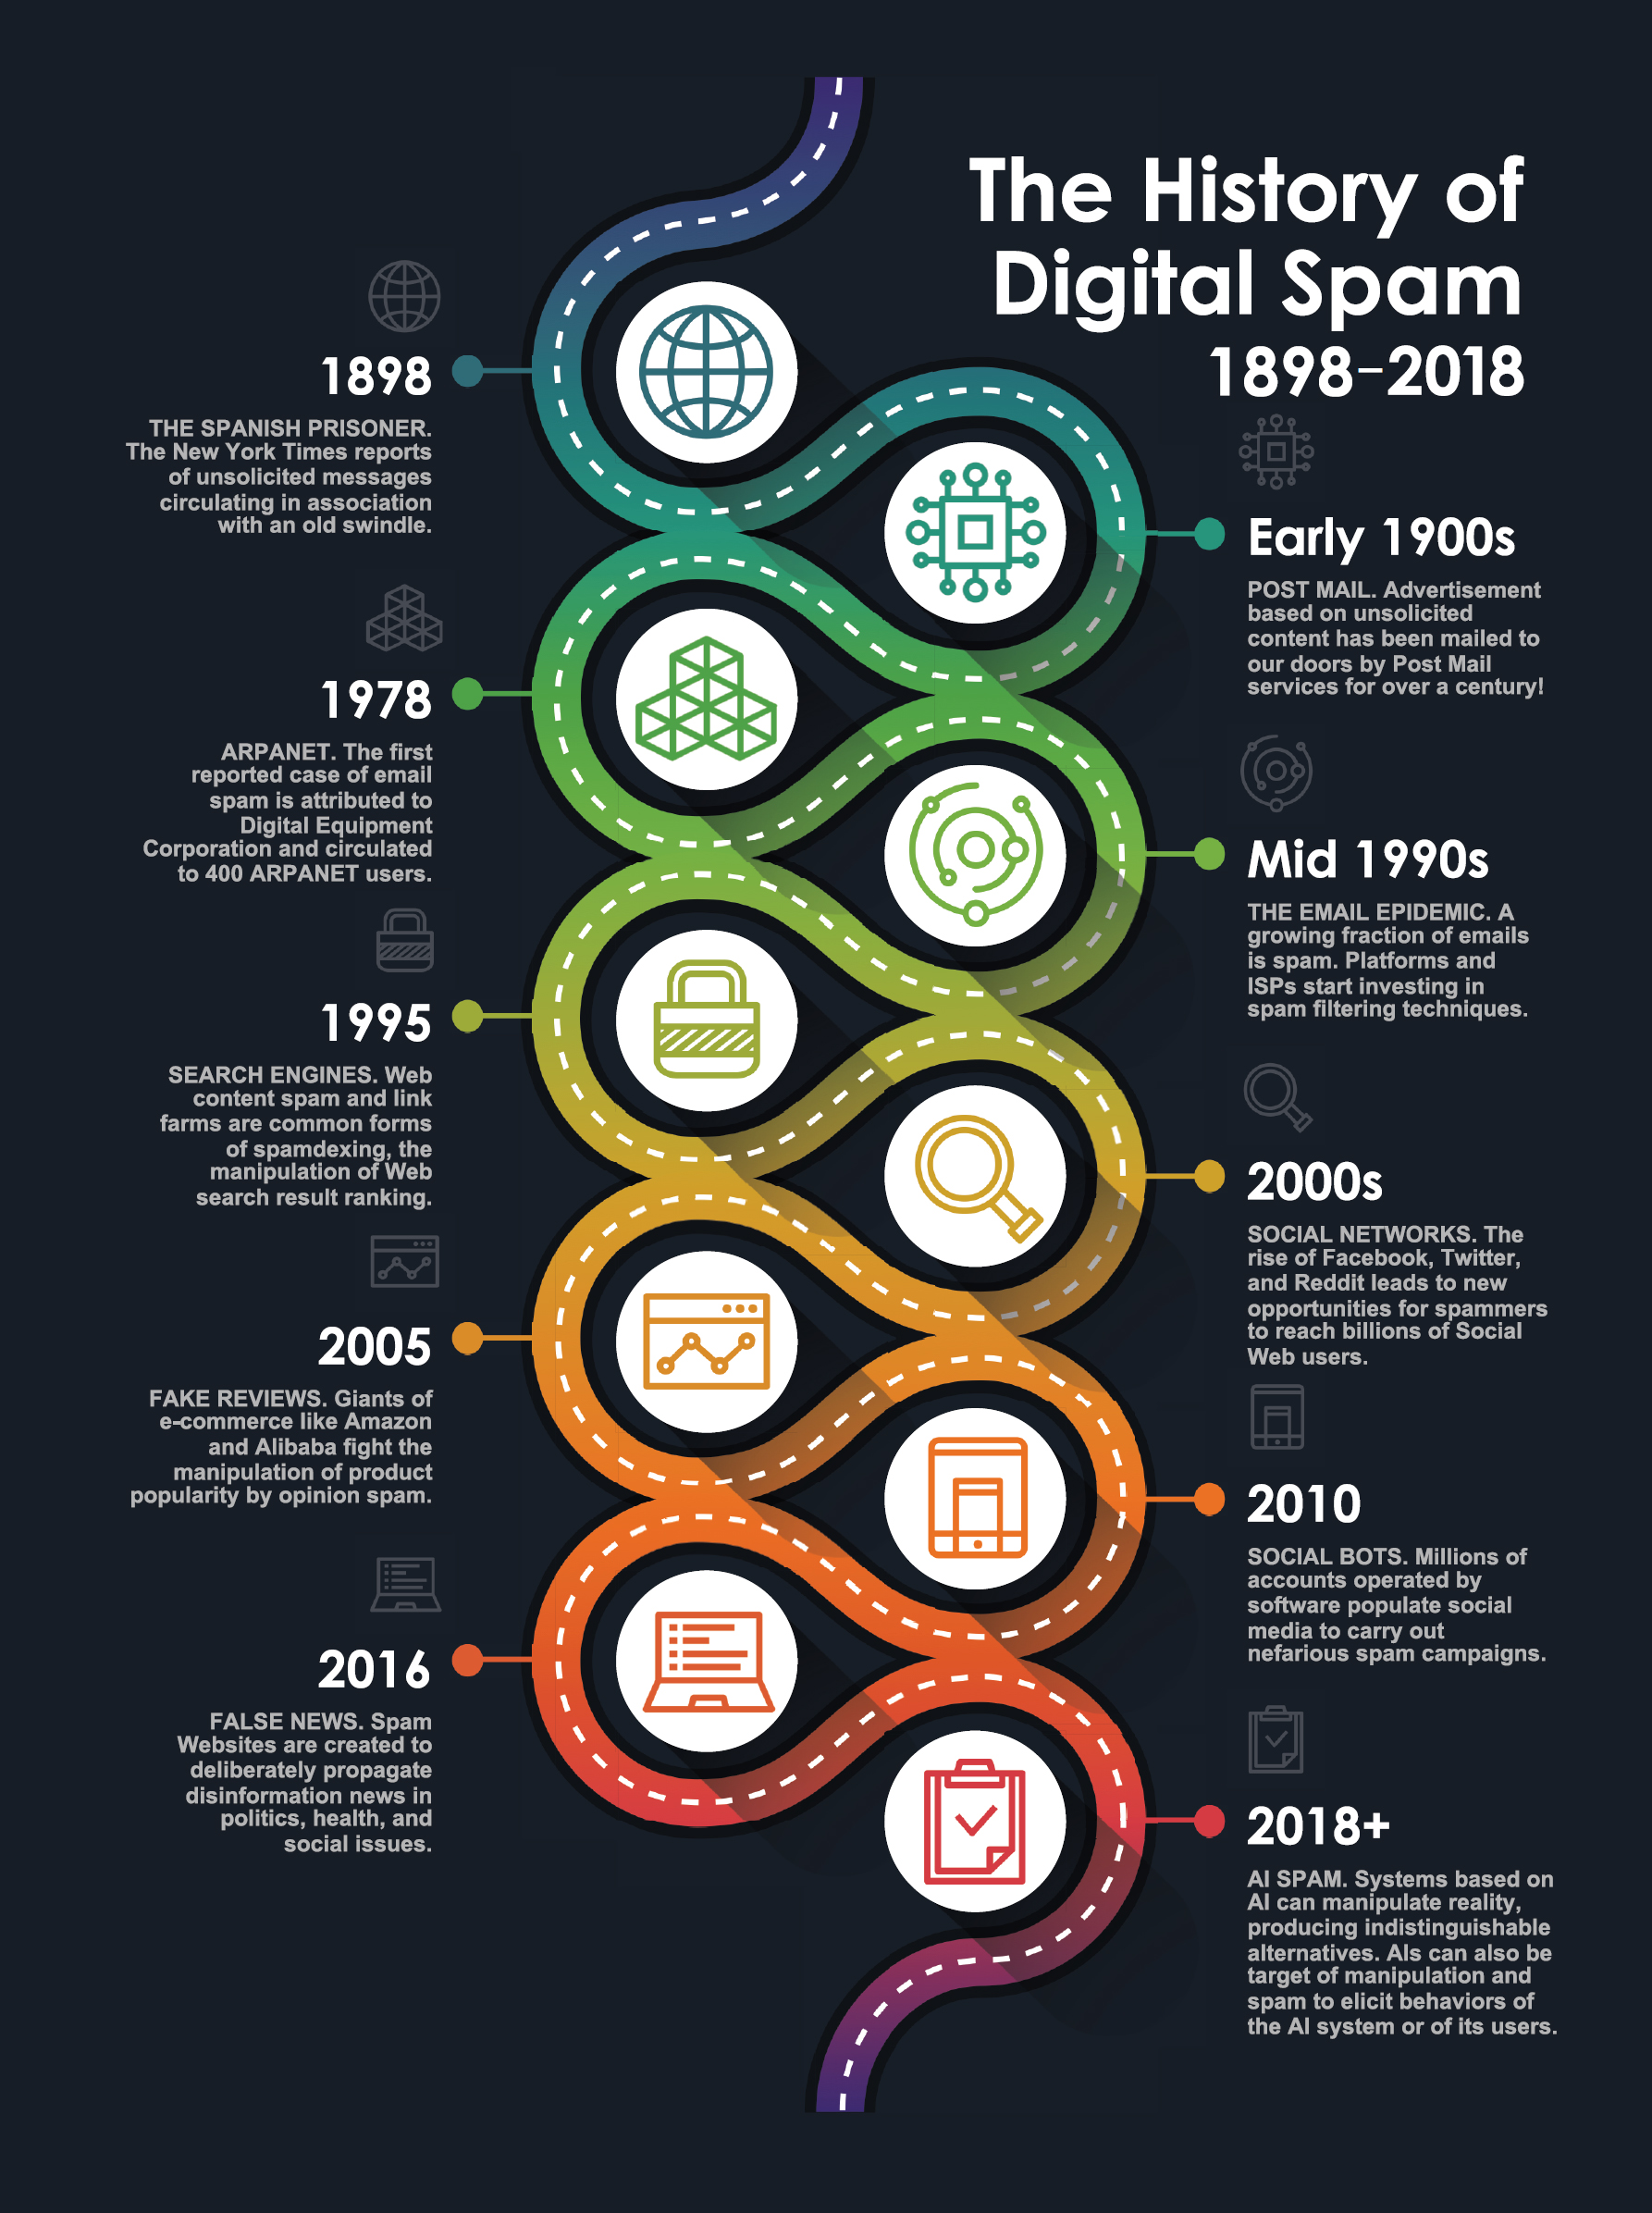 The History of
Digital Spam
1898–2018
1898
THE SPANISH PRISONER.
The New York Times reports
of unsolicited messages
circulating in association
with an old swindle.
Early 1900s
POST MAIL. Advertisement
based on unsolicited
content has been mailed to
our doors by Post Mail
services for over a century!
1978
ARPANET. The first
reported case of email
spam is attributed to
Digital Equipment
Corporation and circulated
to 400 ARPANET users.
Mid 1990s
THE EMAIL EPIDEMIC. A
growing fraction of emails
is spam. Platforms and
ISPs start investing in
spam filtering techniques.
1995
SEARCH ENGINES. Web
content spam and link
farms are common forms
of spamdexing, the
manipulation of Web
search result ranking.
2000s
SOCIAL NETWORKS. The
rise of Facebook, Twitter,
and Reddit leads to new
opportunities for spammers
to reach billions of Social
Web users.
2005
FAKE REVIEWS. Giants of
e-commerce like Amazon
and Alibaba fight the
manipulation of product
popularity by opinion spam.
2010
SOCIAL BOTS. Millions of
accounts operated by
software populate social
media to carry out
nefarious spam campaigns.
2016
FALSE NEWS. Spam
Websites are created to
deliberately propagate
disinformation news in
politics, health, and
social issues.
2018+
AI SPAM. Systems based on
AI can manipulate reality,
producing indistinguishable
alternatives. AIs can also be
target of manipulation and
spam to elicit behaviors of
the AI system or of its users.